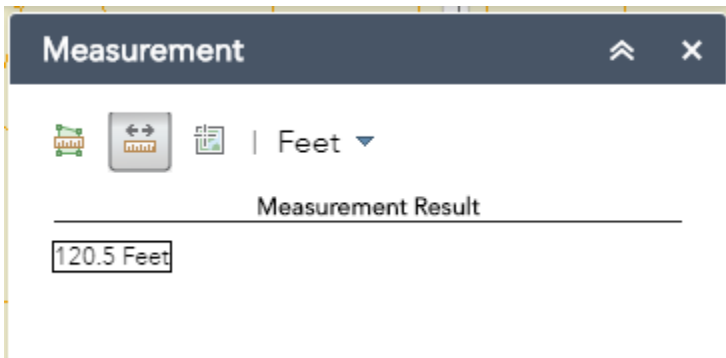 Measurement
| Feet
Measurement Result
120.5 Feet